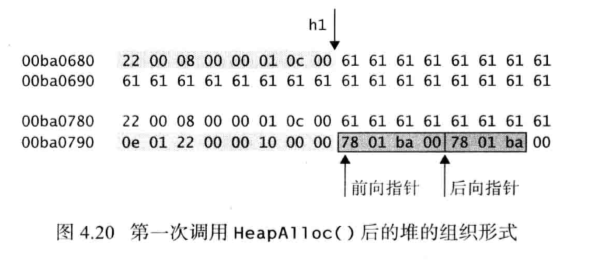 h1
00ba0680 22 00 08 00 00 01 0c 00 61 61 61 61 61 61 61 61
00ba0690 61 61 61 61 61 61 61 61 61 61 61 61 61 61 61 61
00ba0780 22 00 08 00 00 01 0c 00 61 61 61 61 61 61 61 61
00ba0790 0e 01 22 00 00 10 00 00 78 01 ba 00 78 01 ba 00
前向指针 后向指针
图 4.20 第一次调用 HeapAlloc() 后的堆的组织形式